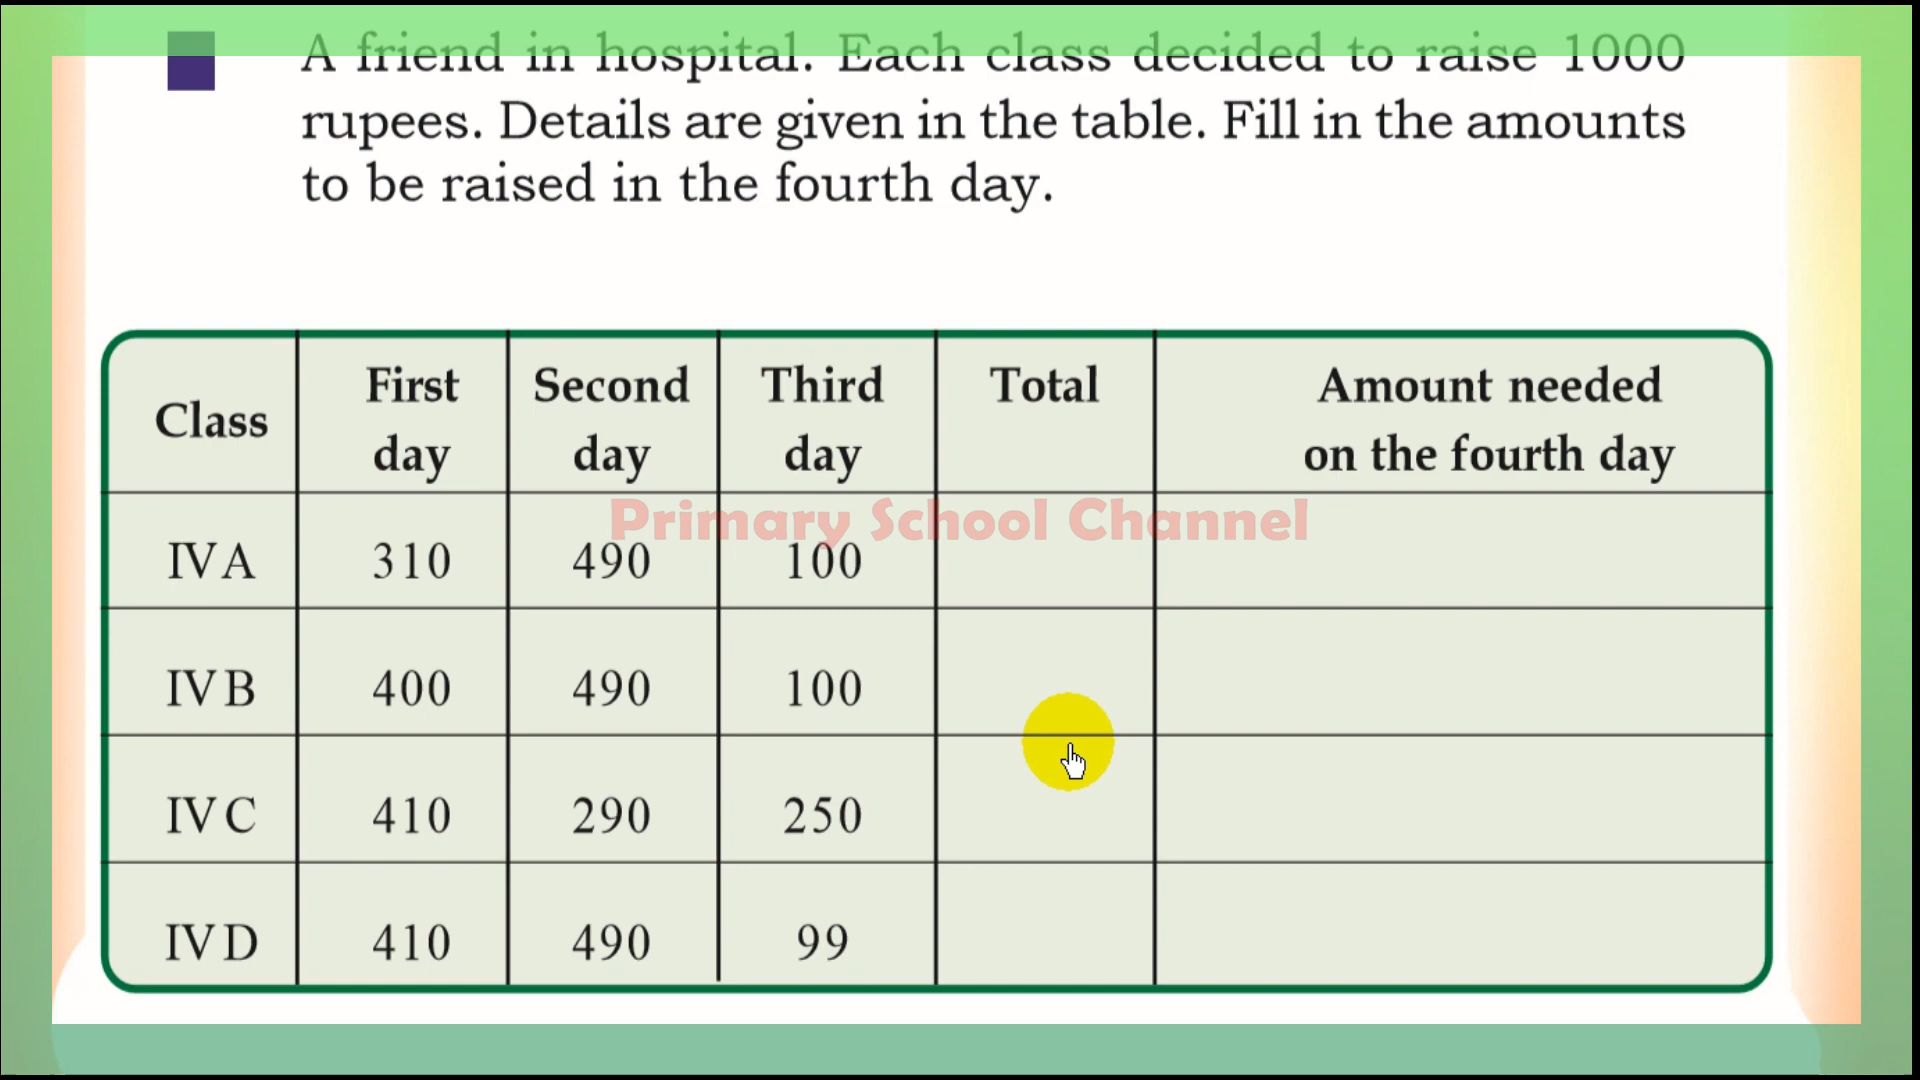 A friend in hospital. Each class decided to raise 1000
rupees. Details are given in the table. Fill in the amounts
to be raised in the fourth day.
Class First day Second day Third day Total Amount needed on the fourth day
Primary School Channel
IV A 310 490 100
IV B 400 490 100
IV C 410 290 250
IV D 410 490 99